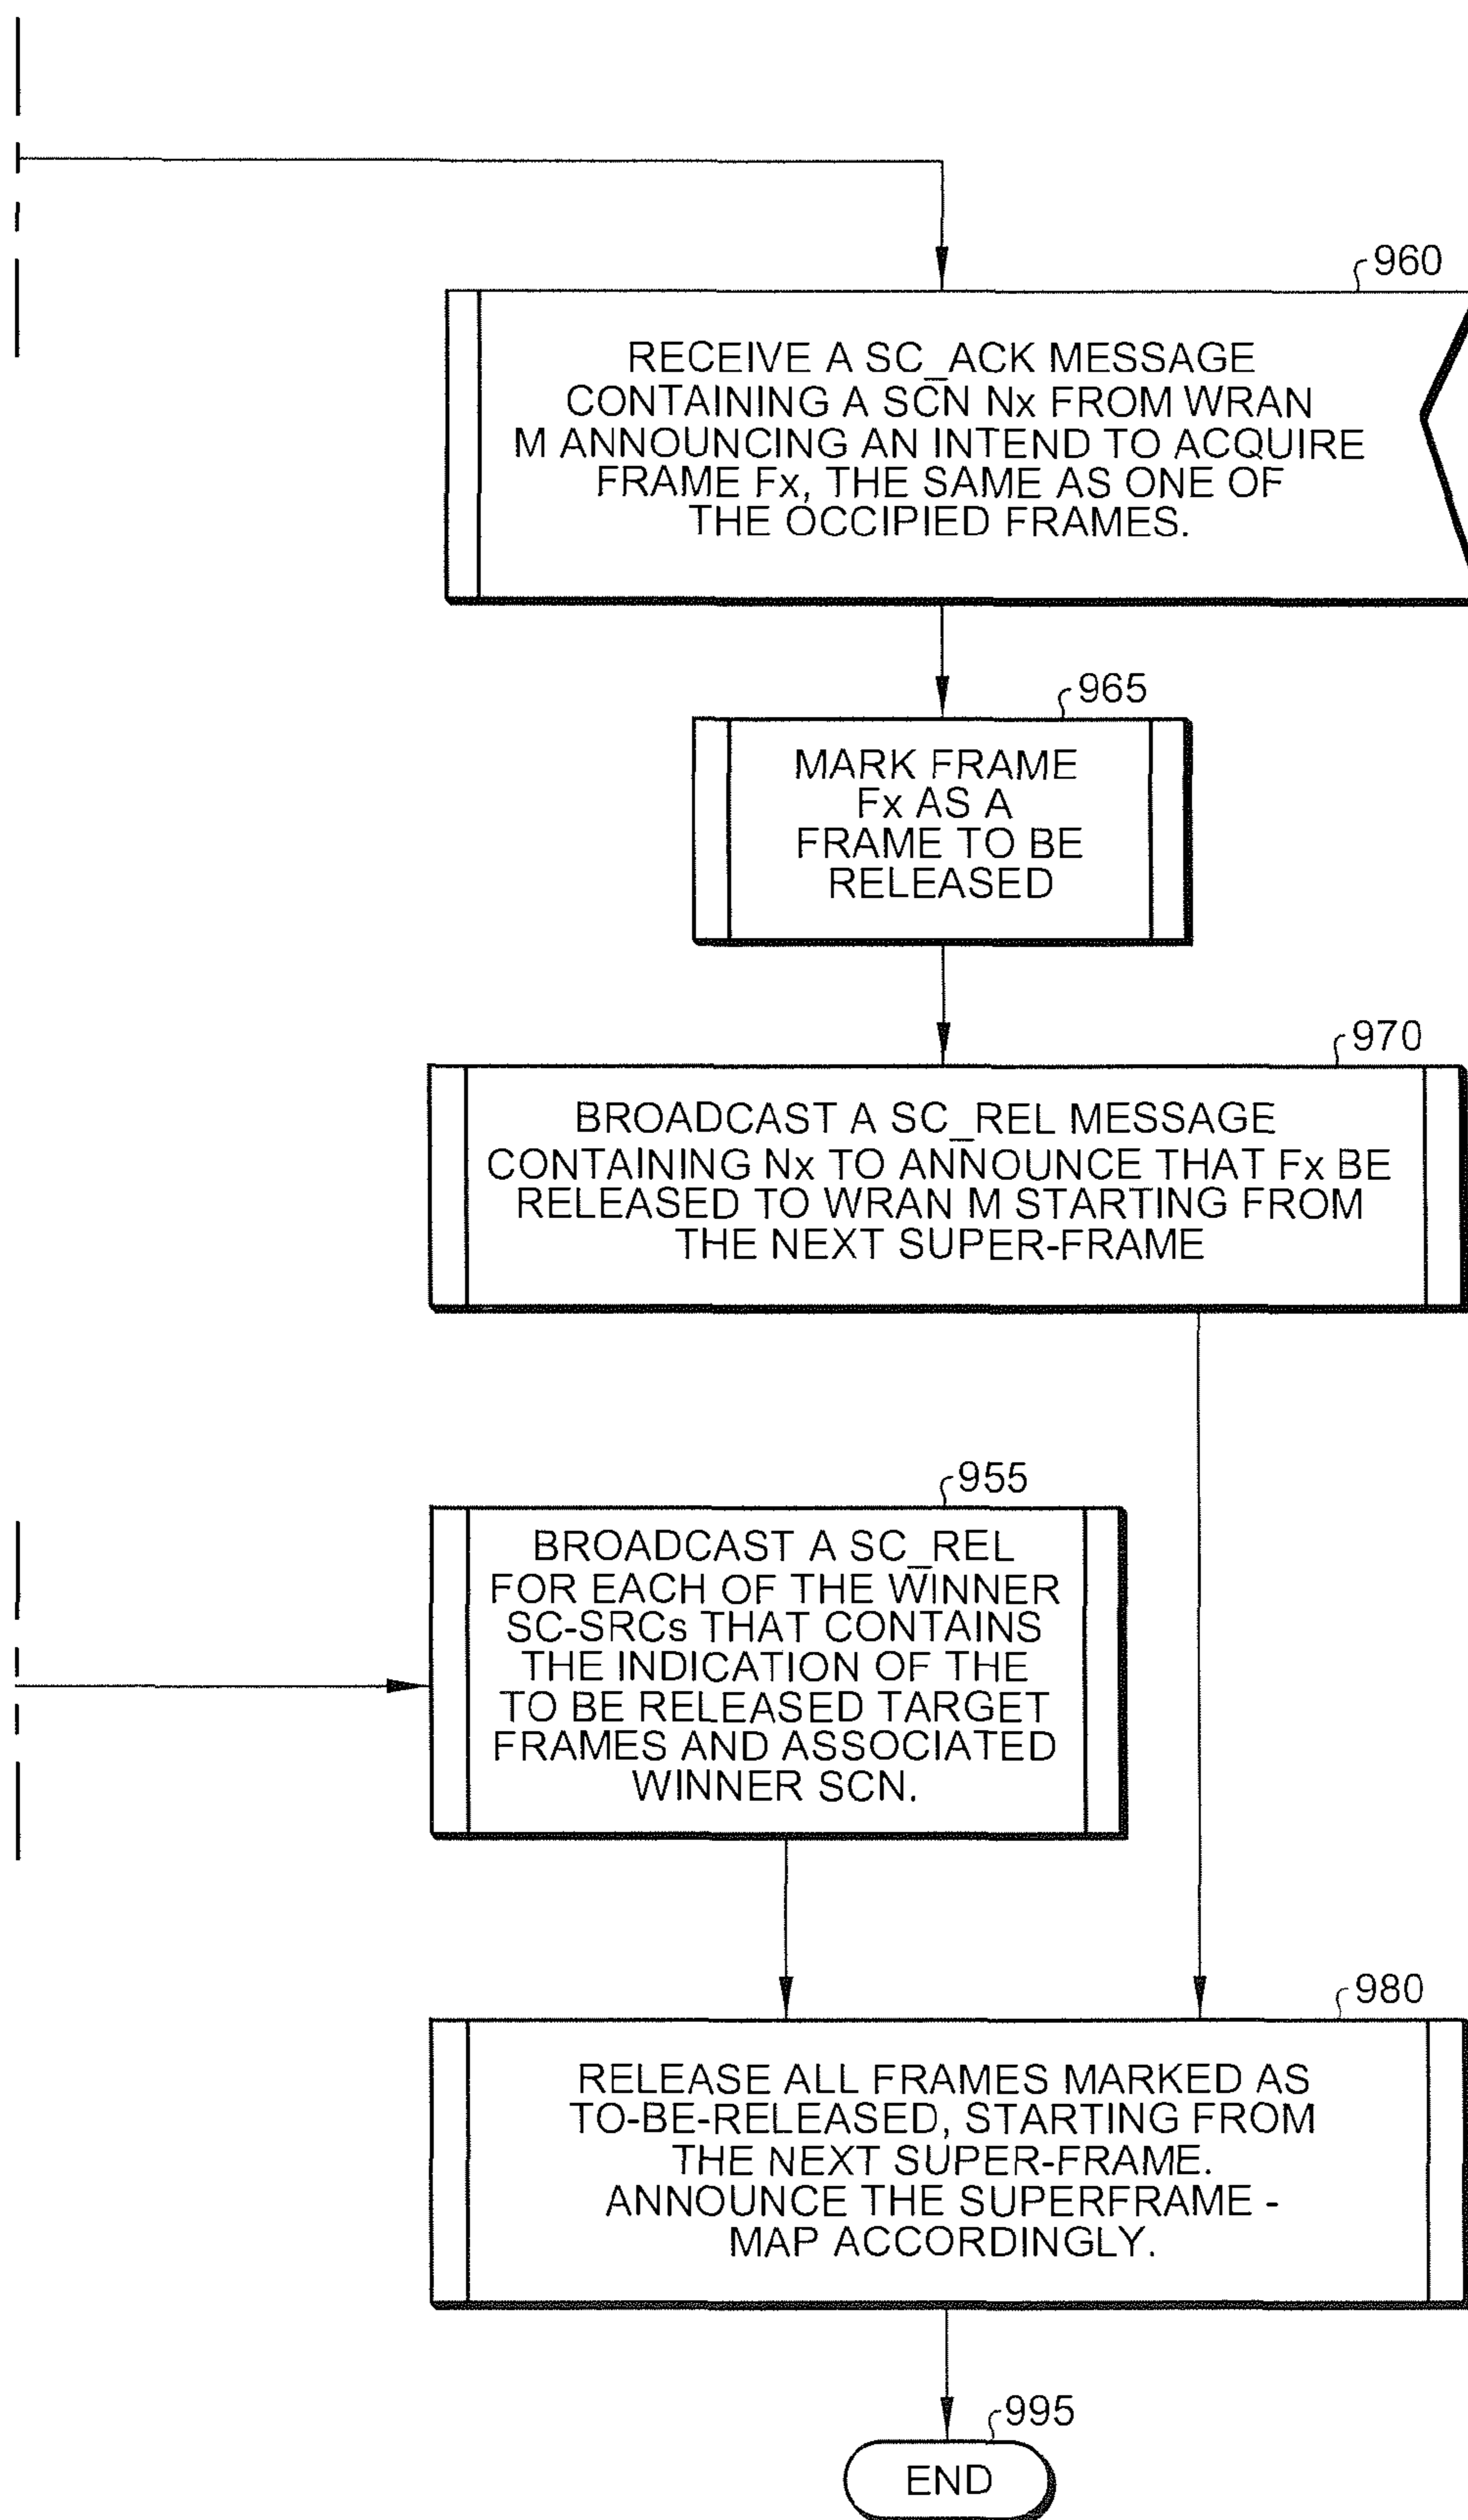 960
RECEIVE A SC_ACK MESSAGE
CONTAINING A SCN Nx FROM WRAN
M ANNOUNCING AN INTEND TO ACQUIRE
FRAME Fx, THE SAME AS ONE OF
THE OCCIPIED FRAMES.
965
MARK FRAME
Fx AS A
FRAME TO BE
RELEASED
970
BROADCAST A SC_REL MESSAGE
CONTAINING Nx TO ANNOUNCE THAT Fx BE
RELEASED TO WRAN M STARTING FROM
THE NEXT SUPER-FRAME
955
BROADCAST A SC_REL
FOR EACH OF THE WINNER
SC-SRCs THAT CONTAINS
THE INDICATION OF THE
TO BE RELEASED TARGET
FRAMES AND ASSOCIATED
WINNER SCN.
980
RELEASE ALL FRAMES MARKED AS
TO-BE-RELEASED, STARTING FROM
THE NEXT SUPER-FRAME.
ANNOUNCE THE SUPERFRAME -
MAP ACCORDINGLY.
995
END